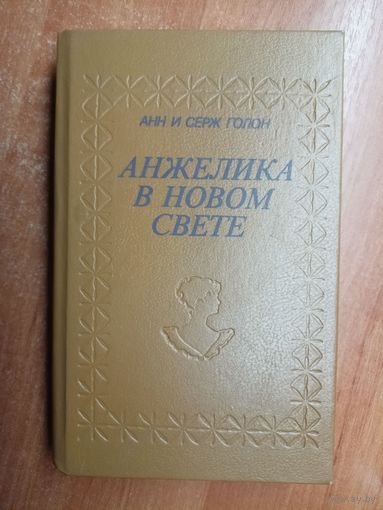 АНН И СЕРЖ ГОЛОН
АНЖЕЛИКА
В НОВОМ
СВЕТЕ